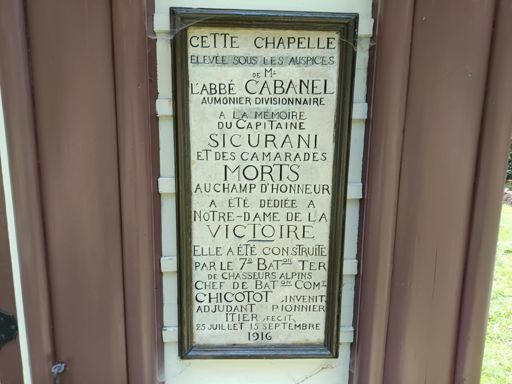 CETTE CHAPELLE
ÉLEVÉE SOUS LES AUSPICES
DE Mr
L'ABBÉ CABANEL
AUMONIER DIVISIONNAIRE
A LA MÉMOIRE
DU CAPITAINE
SICURANI
ET DES CAMARADES
MORTS
AU CHAMP D'HONNEUR
A ÉTÉ DÉDIÉE A
NOTRE-DAME DE LA
VICTOIRE
ELLE A ÉTÉ CONSTRUITE
PAR LE 7e BATon TER
DE CHASSEURS ALPINS
CHEF DE BATon COMt
CHICOTOT INVENIT
ADJUDANT PIONNIER
ITIER FECIT
25 JUILLET 15 SEPTEMBRE
1916